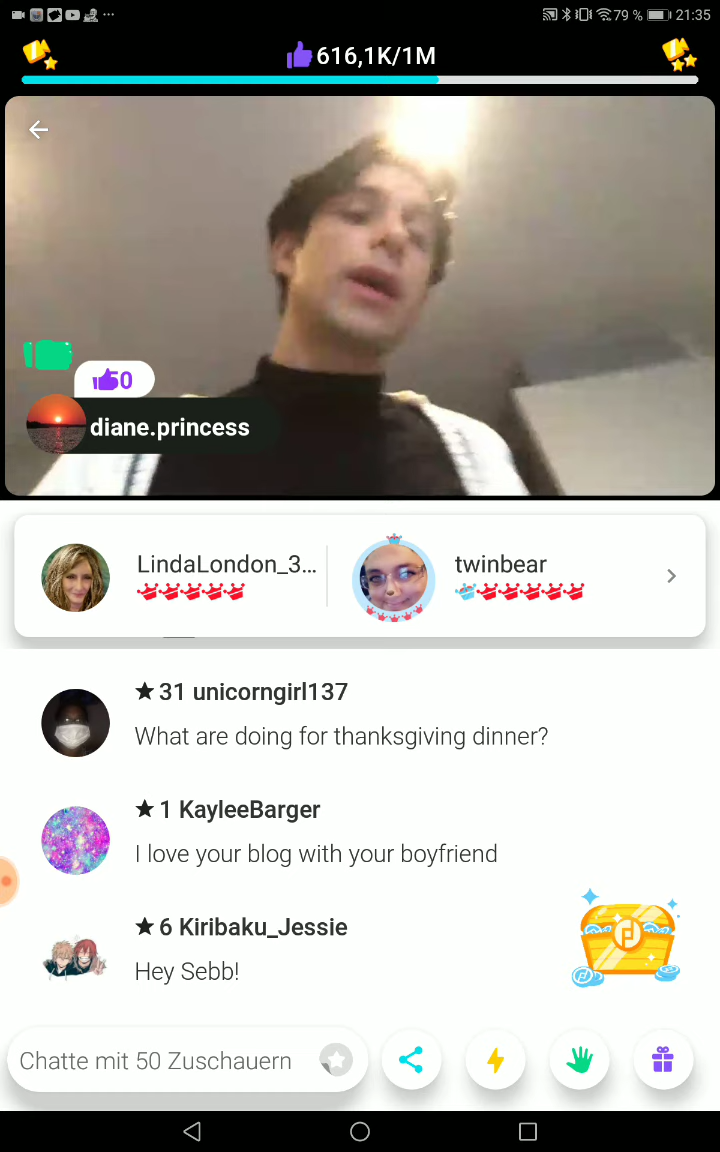 79 % 21:35
616,1K/1M
50
diane.princess
LindaLondon_3...
twinbear
31 unicorngirl137
What are doing for thanksgiving dinner?
1 KayleeBarger
I love your blog with your boyfriend
6 Kiribaku_Jessie
Hey Sebb!
Chatte mit 50 Zuschauern